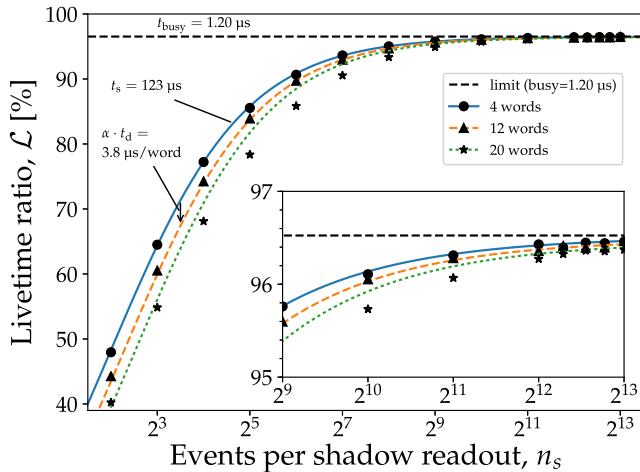 100
90
80
70
60
50
40
Livetime ratio, ℒ [%]
t_busy = 1.20 μs
t_s = 123 μs
α · t_d =
3.8 μs/word
limit (busy=1.20 μs)
4 words
12 words
20 words
97
96
95
2^9 2^10 2^11 2^12 2^13
2^3 2^5 2^7 2^9 2^11 2^13
Events per shadow readout, n_s